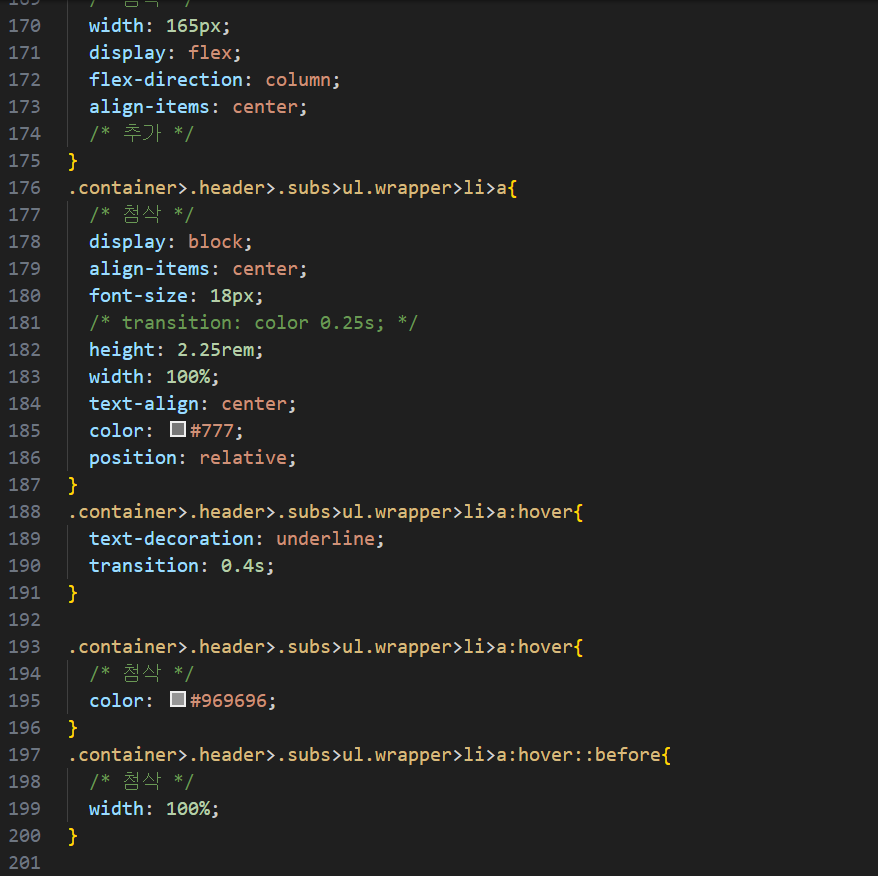 169 /* 첨삭 */
170 width: 165px;
171 display: flex;
172 flex-direction: column;
173 align-items: center;
174 /* 추가 */
175 }
176 .container>.header>.subs>ul.wrapper>li>a{
177 /* 첨삭 */
178 display: block;
179 align-items: center;
180 font-size: 18px;
181 /* transition: color 0.25s; */
182 height: 2.25rem;
183 width: 100%;
184 text-align: center;
185 color: #777;
186 position: relative;
187 }
188 .container>.header>.subs>ul.wrapper>li>a:hover{
189 text-decoration: underline;
190 transition: 0.4s;
191 }
192
193 .container>.header>.subs>ul.wrapper>li>a:hover{
194 /* 첨삭 */
195 color: #969696;
196 }
197 .container>.header>.subs>ul.wrapper>li>a:hover::before{
198 /* 첨삭 */
199 width: 100%;
200 }
201